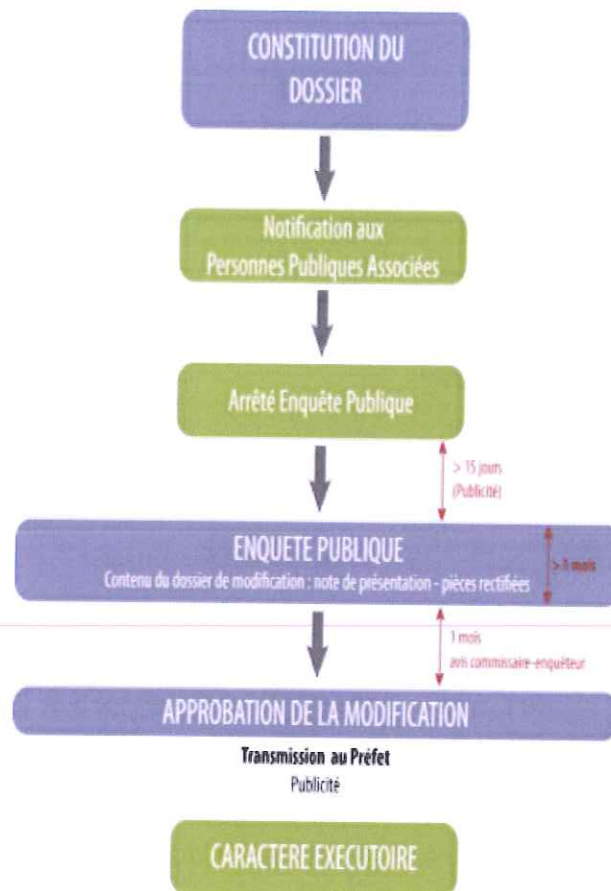 CONSTITUTION DU
DOSSIER
Notification aux
Personnes Publiques Associées
Arrêté Enquête Publique
> 15 jours
(Publicité)
ENQUETE PUBLIQUE
Contenu du dossier de modification : note de présentation - pièces rectifiées
> 1 mois
1 mois
avis commissaire-enquêteur
APPROBATION DE LA MODIFICATION
Transmission au Préfet
Publicité
CARACTERE EXECUTOIRE